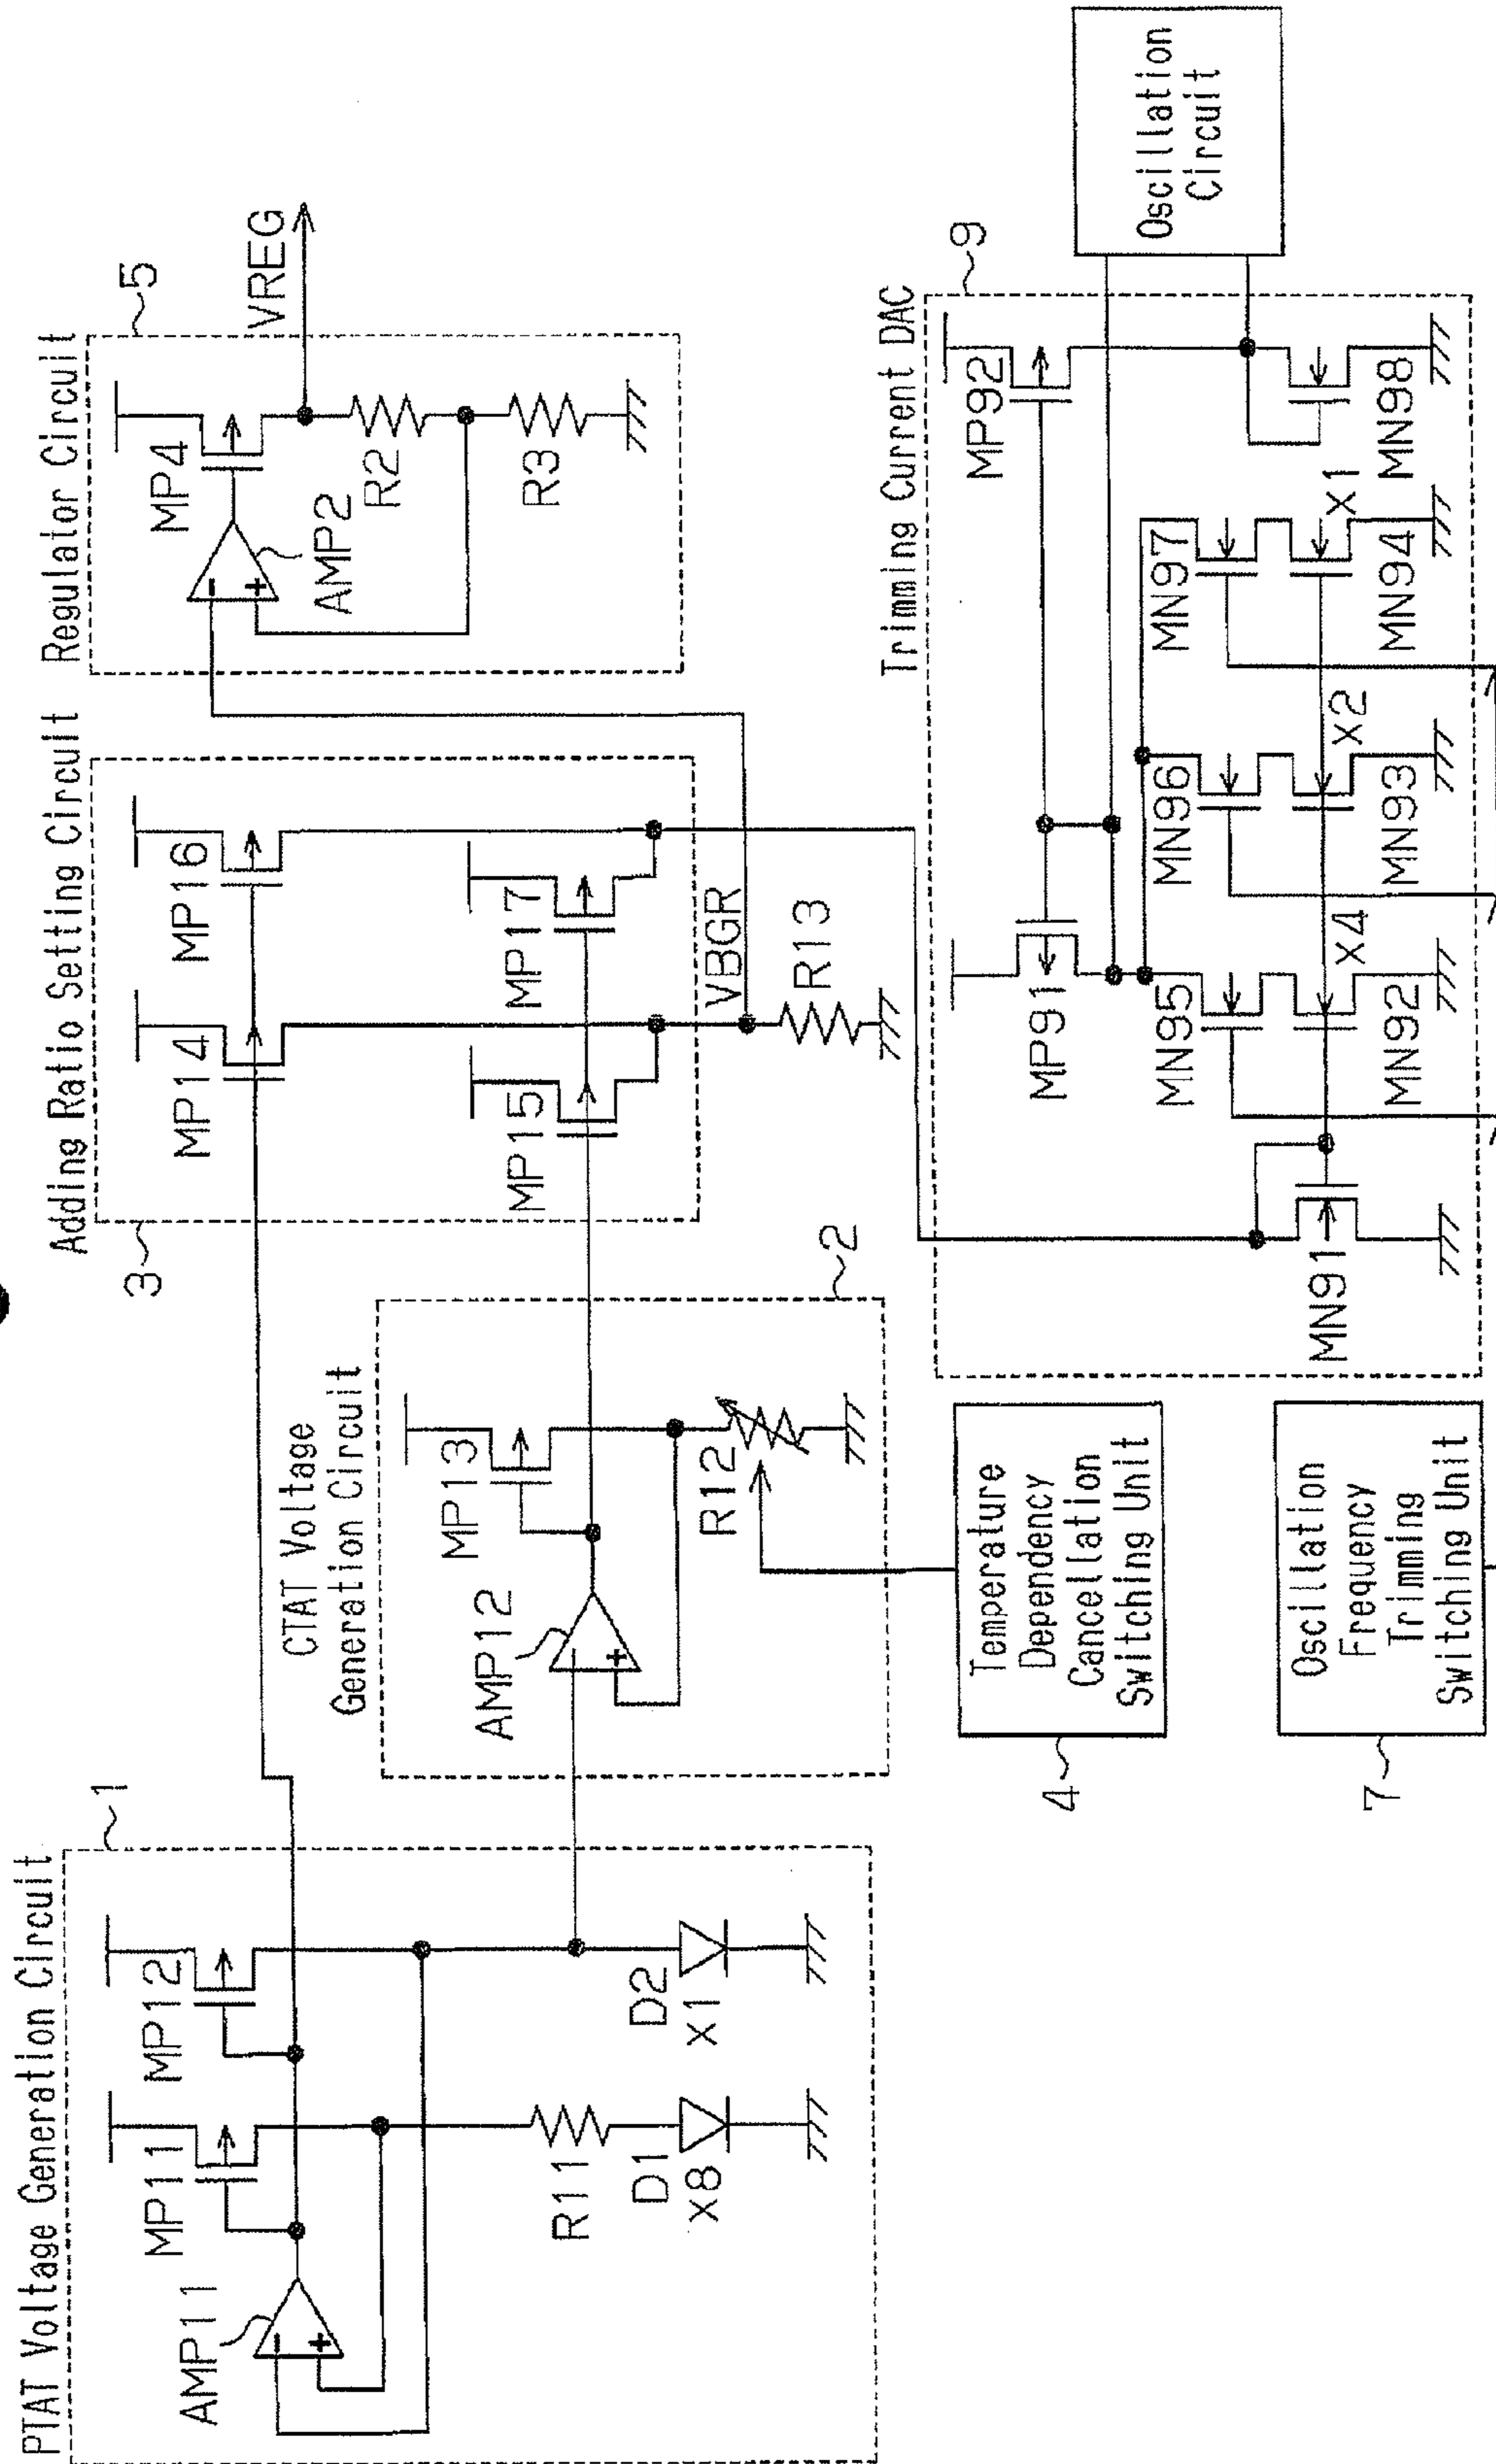 PTAT Voltage Generation Circuit
1
AMP11
-
+
MP11
MP12
R11
D1
X8
D2
X1
CTAT Voltage
Generation Circuit
2
AMP12
+
MP13
R12
Adding Ratio Setting Circuit
3
MP14
MP16
MP15
MP17
VBGR
R13
Regulator Circuit
5
AMP2
-
+
MP4
R2
R3
VREG
Temperature
Dependency
Cancellation
Switching Unit
4
Oscillation
Frequency
Trimming
Switching Unit
7
Trimming Current DAC
9
MP91
MP92
MN95
MN96
MN97
X4
X2
X1
MN91
MN92
MN93
MN94
MN98
Oscillation
Circuit